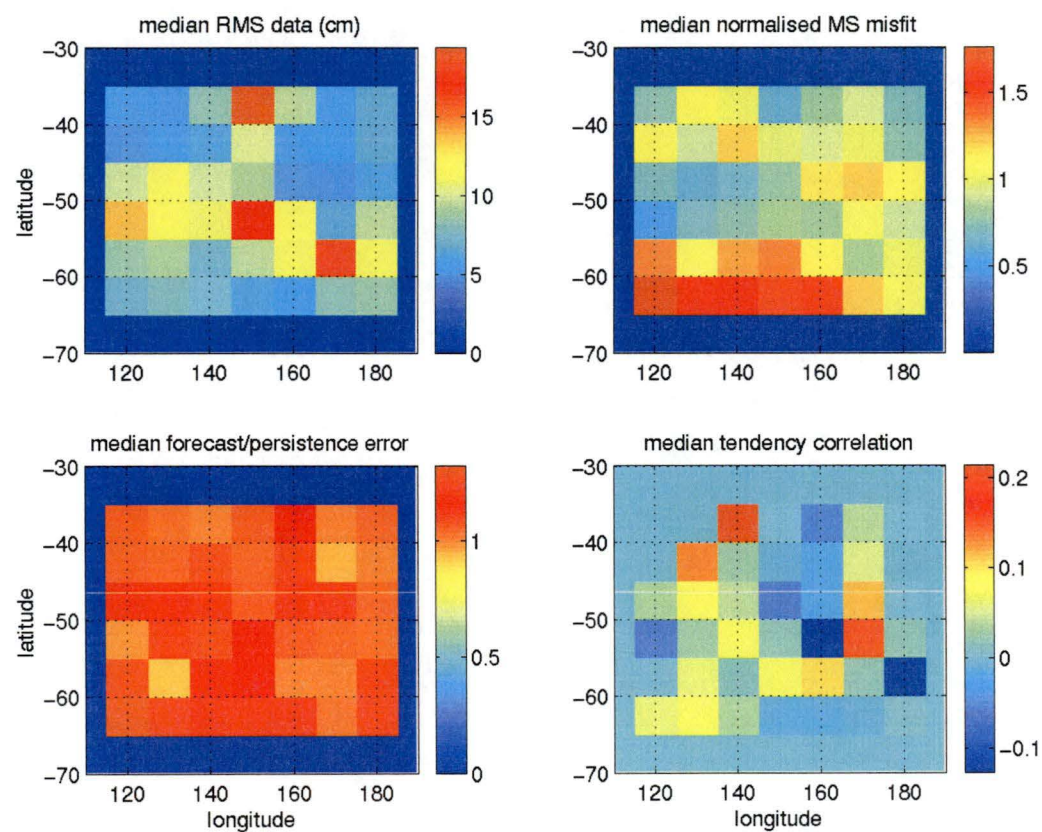 median RMS data (cm)
−30
−40
−50
−60
−70
latitude
120 140 160 180
15
10
5
0
median normalised MS misfit
−30
−40
−50
−60
−70
120 140 160 180
1.5
1
0.5
median forecast/persistence error
−30
−40
−50
−60
−70
latitude
120 140 160 180
longitude
1
0.5
0
median tendency correlation
−30
−40
−50
−60
−70
120 140 160 180
longitude
0.2
0.1
0
−0.1